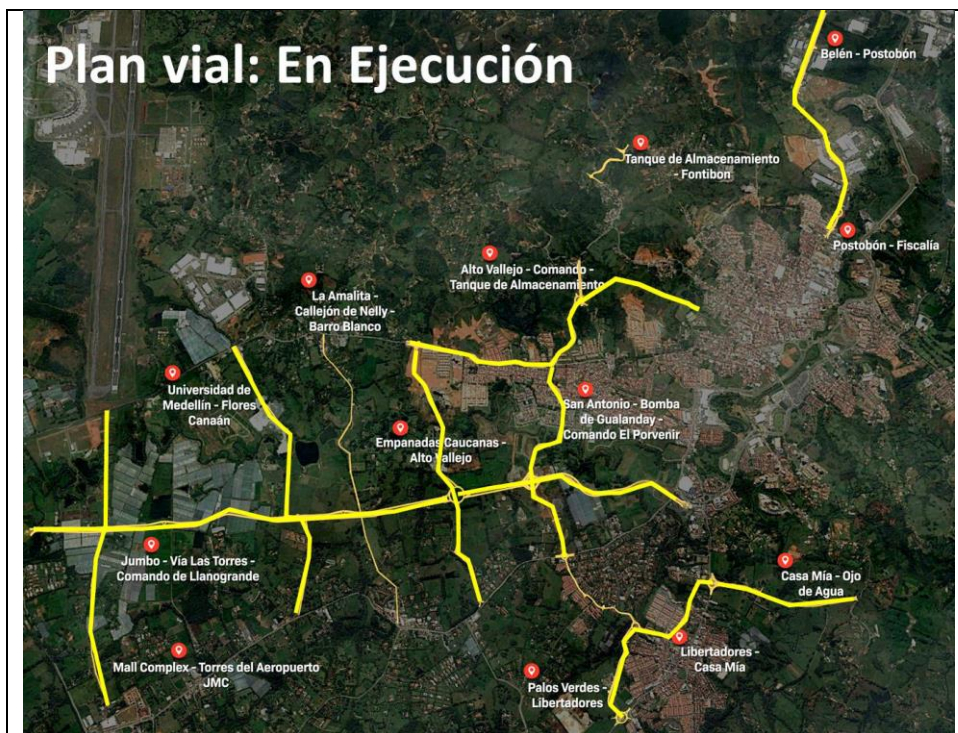 Plan vial: En Ejecución
Belén - Postobón
Tanque de Almacenamiento
- Fontibon
Postobón - Fiscalía
Alto Vallejo - Comando -
Tanque de Almacenamiento
La Amalita -
Callejón de Nelly -
Barro Blanco
Universidad de
Medellín - Flores
Canaán
San Antonio - Bomba
de Gualanday -
Comando El Porvenir
Empanadas Caucanas -
Alto Vallejo
Jumbo - Vía Las Torres -
Comando de Llanogrande
Casa Mía - Ojo
de Agua
Mall Complex - Torres del Aeropuerto
JMC
Libertadores -
Casa Mía
Palos Verdes -
Libertadores